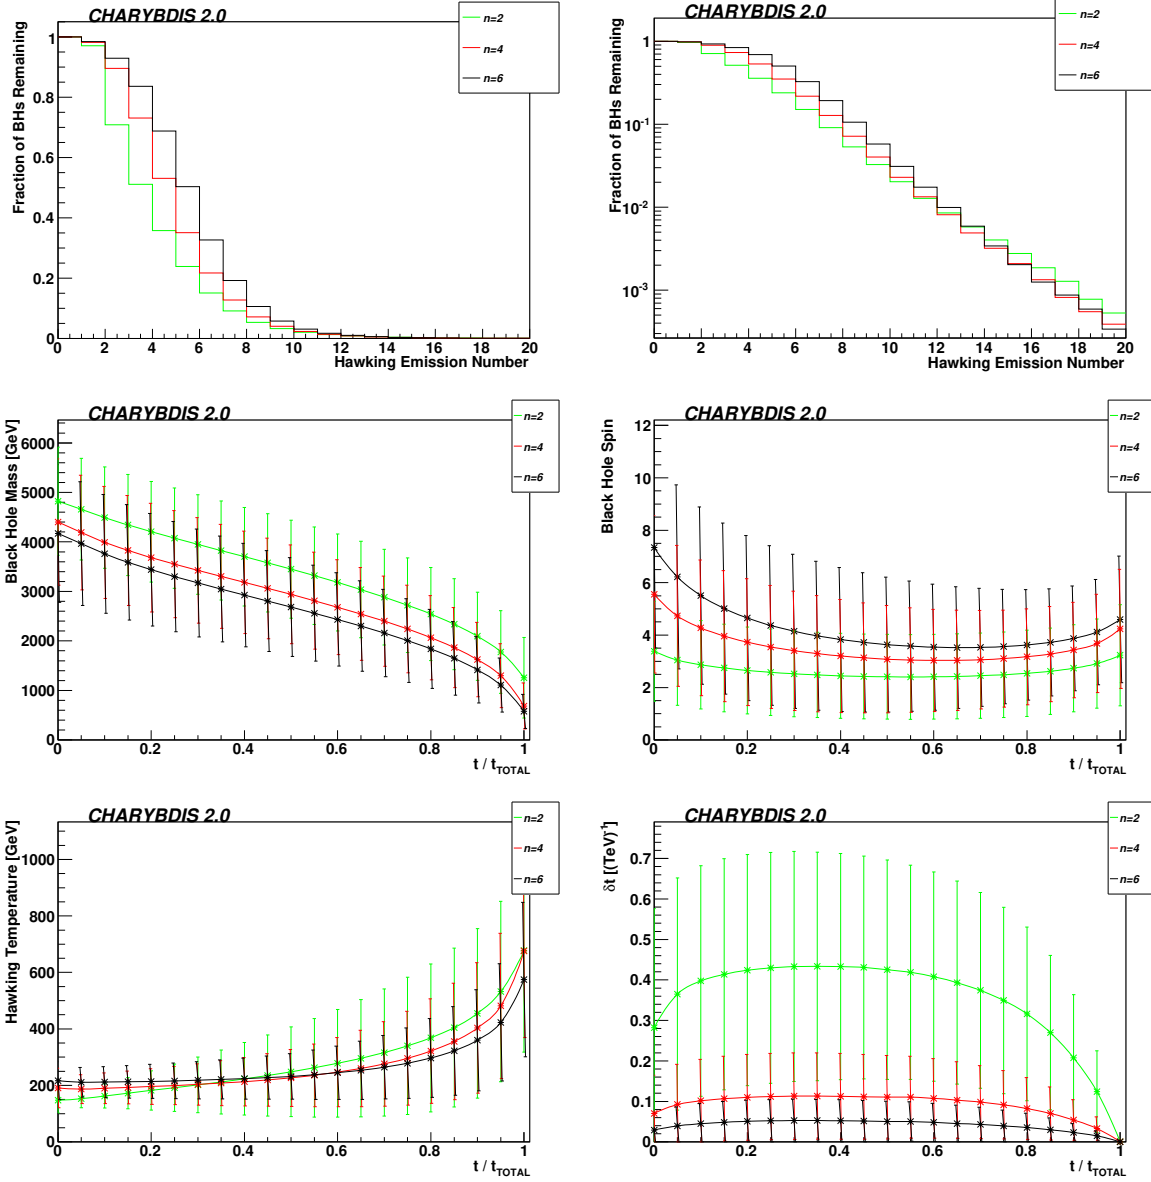 CHARYBDIS 2.0
n=2
n=4
n=6
Fraction of BHs Remaining
1
0.8
0.6
0.4
0.2
0
0 2 4 6 8 10 12 14 16 18 20
Hawking Emission Number
CHARYBDIS 2.0
n=2
n=4
n=6
Fraction of BHs Remaining
1
10-1
10-2
10-3
0 2 4 6 8 10 12 14 16 18 20
Hawking Emission Number
CHARYBDIS 2.0
n=2
n=4
n=6
Black Hole Mass [GeV]
6000
5000
4000
3000
2000
1000
0
0 0.2 0.4 0.6 0.8 1
t / tTOTAL
CHARYBDIS 2.0
n=2
n=4
n=6
Black Hole Spin
12
10
8
6
4
2
0
0 0.2 0.4 0.6 0.8 1
t / tTOTAL
CHARYBDIS 2.0
n=2
n=4
n=6
Hawking Temperature [GeV]
1000
800
600
400
200
0
0 0.2 0.4 0.6 0.8 1
t / tTOTAL
CHARYBDIS 2.0
n=2
n=4
n=6
δt [(TeV)-1]
0.7
0.6
0.5
0.4
0.3
0.2
0.1
0
0 0.2 0.4 0.6 0.8 1
t / tTOTAL